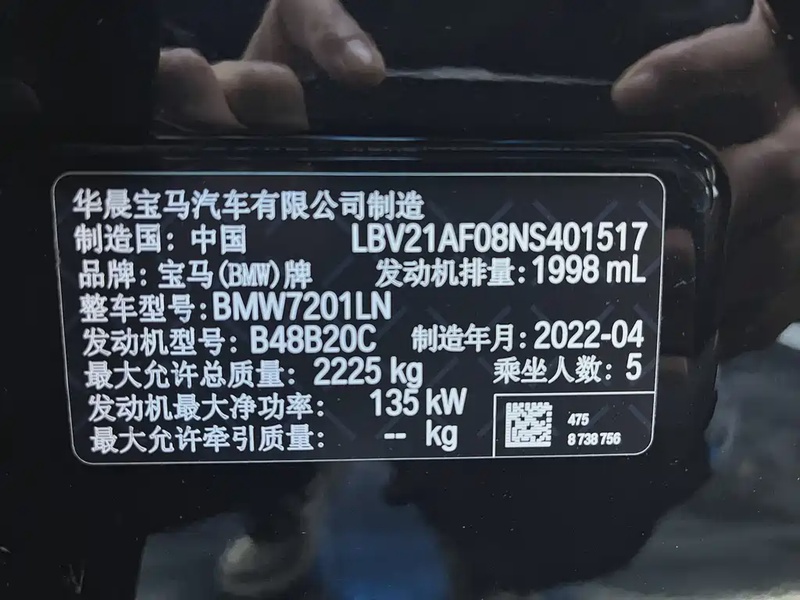 华晨宝马汽车有限公司制造
制造国：中国 LBV21AF08NS401517
品牌：宝马(BMW)牌 发动机排量：1998 mL
整车型号：BMW7201LN
发动机型号：B48B20C 制造年月：2022-04
最大允许总质量：2225 kg 乘坐人数：5
发动机最大净功率：135 kW
最大允许牵引质量：-- kg
475
8 738 756